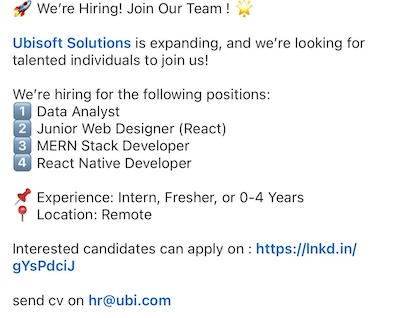 🚀 We're Hiring! Join Our Team ! 🌟
Ubisoft Solutions is expanding, and we're looking for
talented individuals to join us!
We're hiring for the following positions:
1️⃣ Data Analyst
2️⃣ Junior Web Designer (React)
3️⃣ MERN Stack Developer
4️⃣ React Native Developer
📌 Experience: Intern, Fresher, or 0-4 Years
📍 Location: Remote
Interested candidates can apply on : https://lnkd.in/
gYsPdciJ
send cv on hr@ubi.com